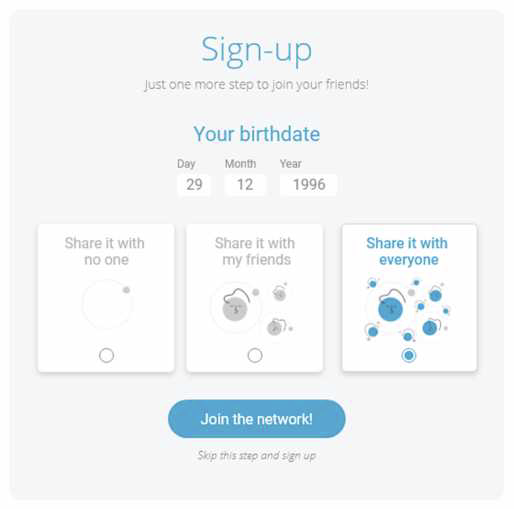 Sign-up
Just one more step to join your friends!
Your birthdate
Day Month Year
29 12 1996
Share it with
no one
Share it with
my friends
Share it with
everyone
Join the network!
Skip this step and sign up